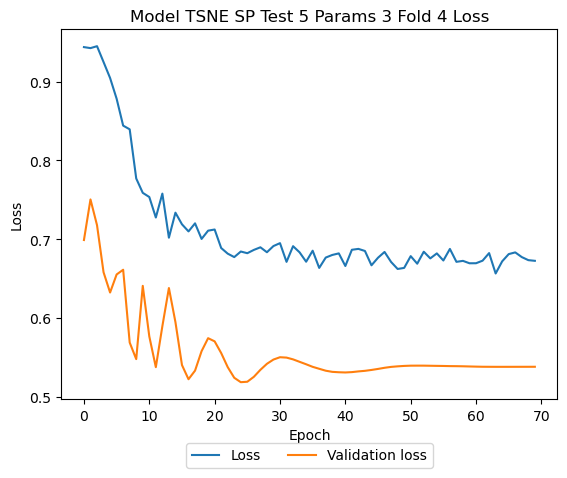 Model TSNE SP Test 5 Params 3 Fold 4 Loss
0.9
0.8
0.7
0.6
0.5
Loss
0 10 20 30 40 50 60 70
Epoch
Loss Validation loss